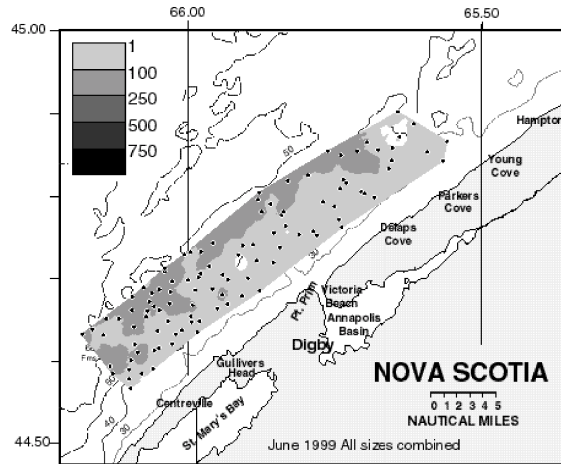 66.00
65.50
45.00
1
100
250
500
750
50
Hampton
Young
Cove
Parkers
Cove
Delaps
Cove
30
Pt. Prim
Victoria
Beach
Annapolis
Basin
Digby
Fms
Gullivers
Head
NOVA SCOTIA
0 1 2 3 4 5
NAUTICAL MILES
Centreville
St. Mary's Bay
40
30
44.50
June 1999 All sizes combined